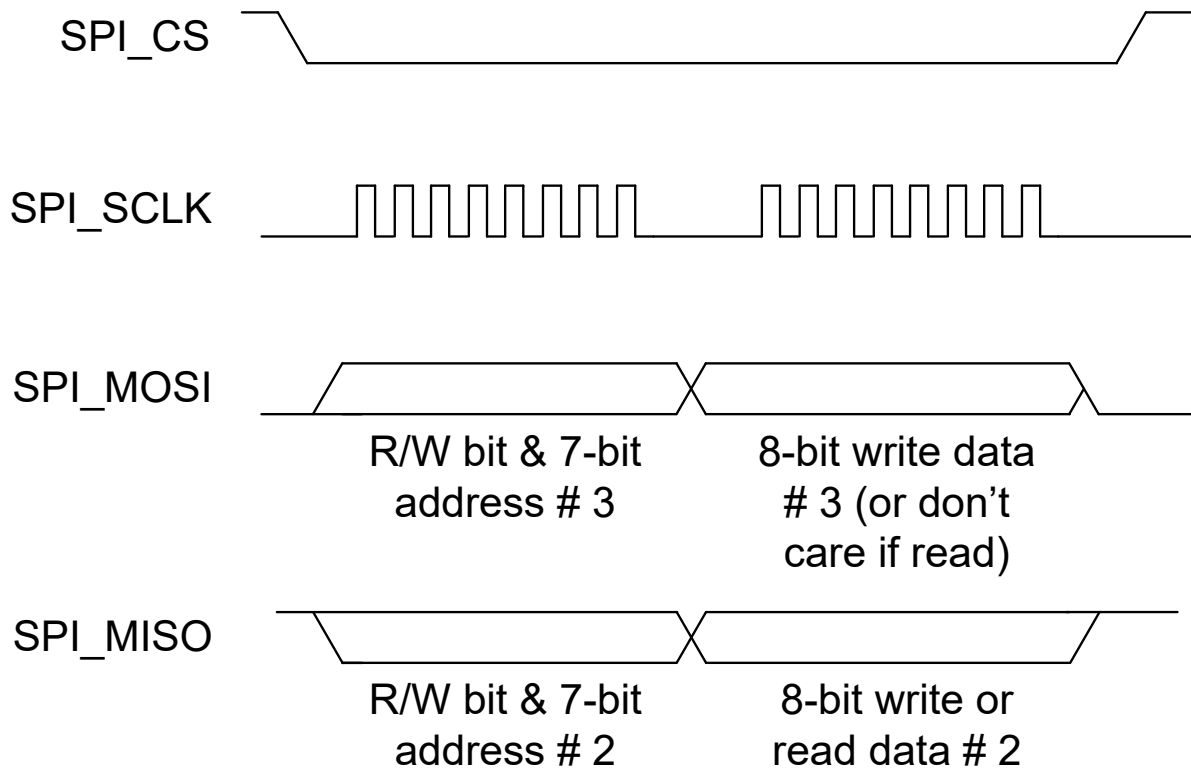 SPI_CS
SPI_SCLK
SPI_MOSI
R/W bit & 7-bit
address # 3
8-bit write data
# 3 (or don’t
care if read)
SPI_MISO
R/W bit & 7-bit
address # 2
8-bit write or
read data # 2